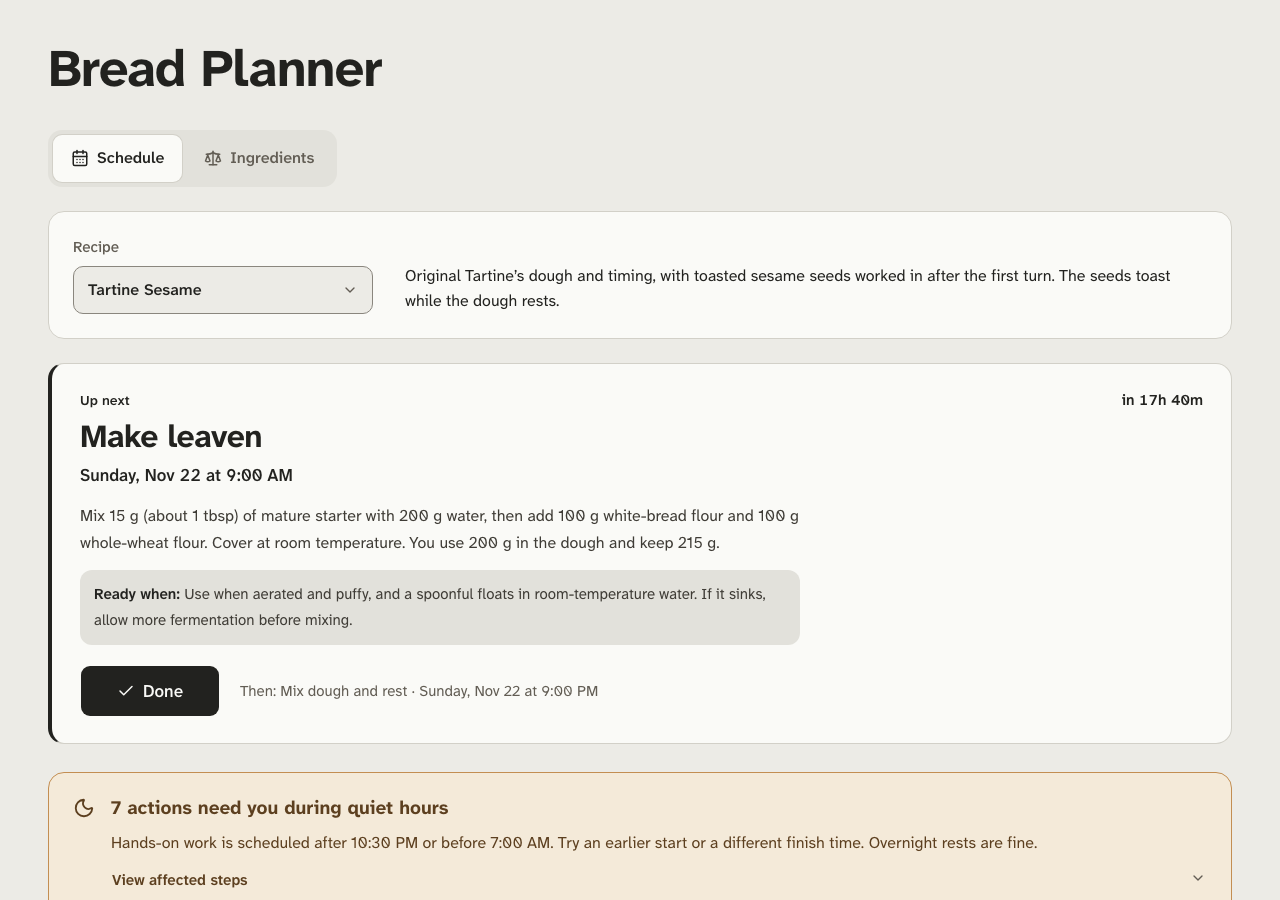 Bread Planner
Schedule
Ingredients
Recipe
Tartine Sesame
Original Tartine’s dough and timing, with toasted sesame seeds worked in after the first turn. The seeds toast
while the dough rests.
Up next
in 17h 40m
Make leaven
Sunday, Nov 22 at 9:00 AM
Mix 15 g (about 1 tbsp) of mature starter with 200 g water, then add 100 g white-bread flour and 100 g
whole-wheat flour. Cover at room temperature. You use 200 g in the dough and keep 215 g.
Ready when: Use when aerated and puffy, and a spoonful floats in room-temperature water. If it sinks,
allow more fermentation before mixing.
Done
Then: Mix dough and rest · Sunday, Nov 22 at 9:00 PM
7 actions need you during quiet hours
Hands-on work is scheduled after 10:30 PM or before 7:00 AM. Try an earlier start or a different finish time. Overnight rests are fine.
View affected steps